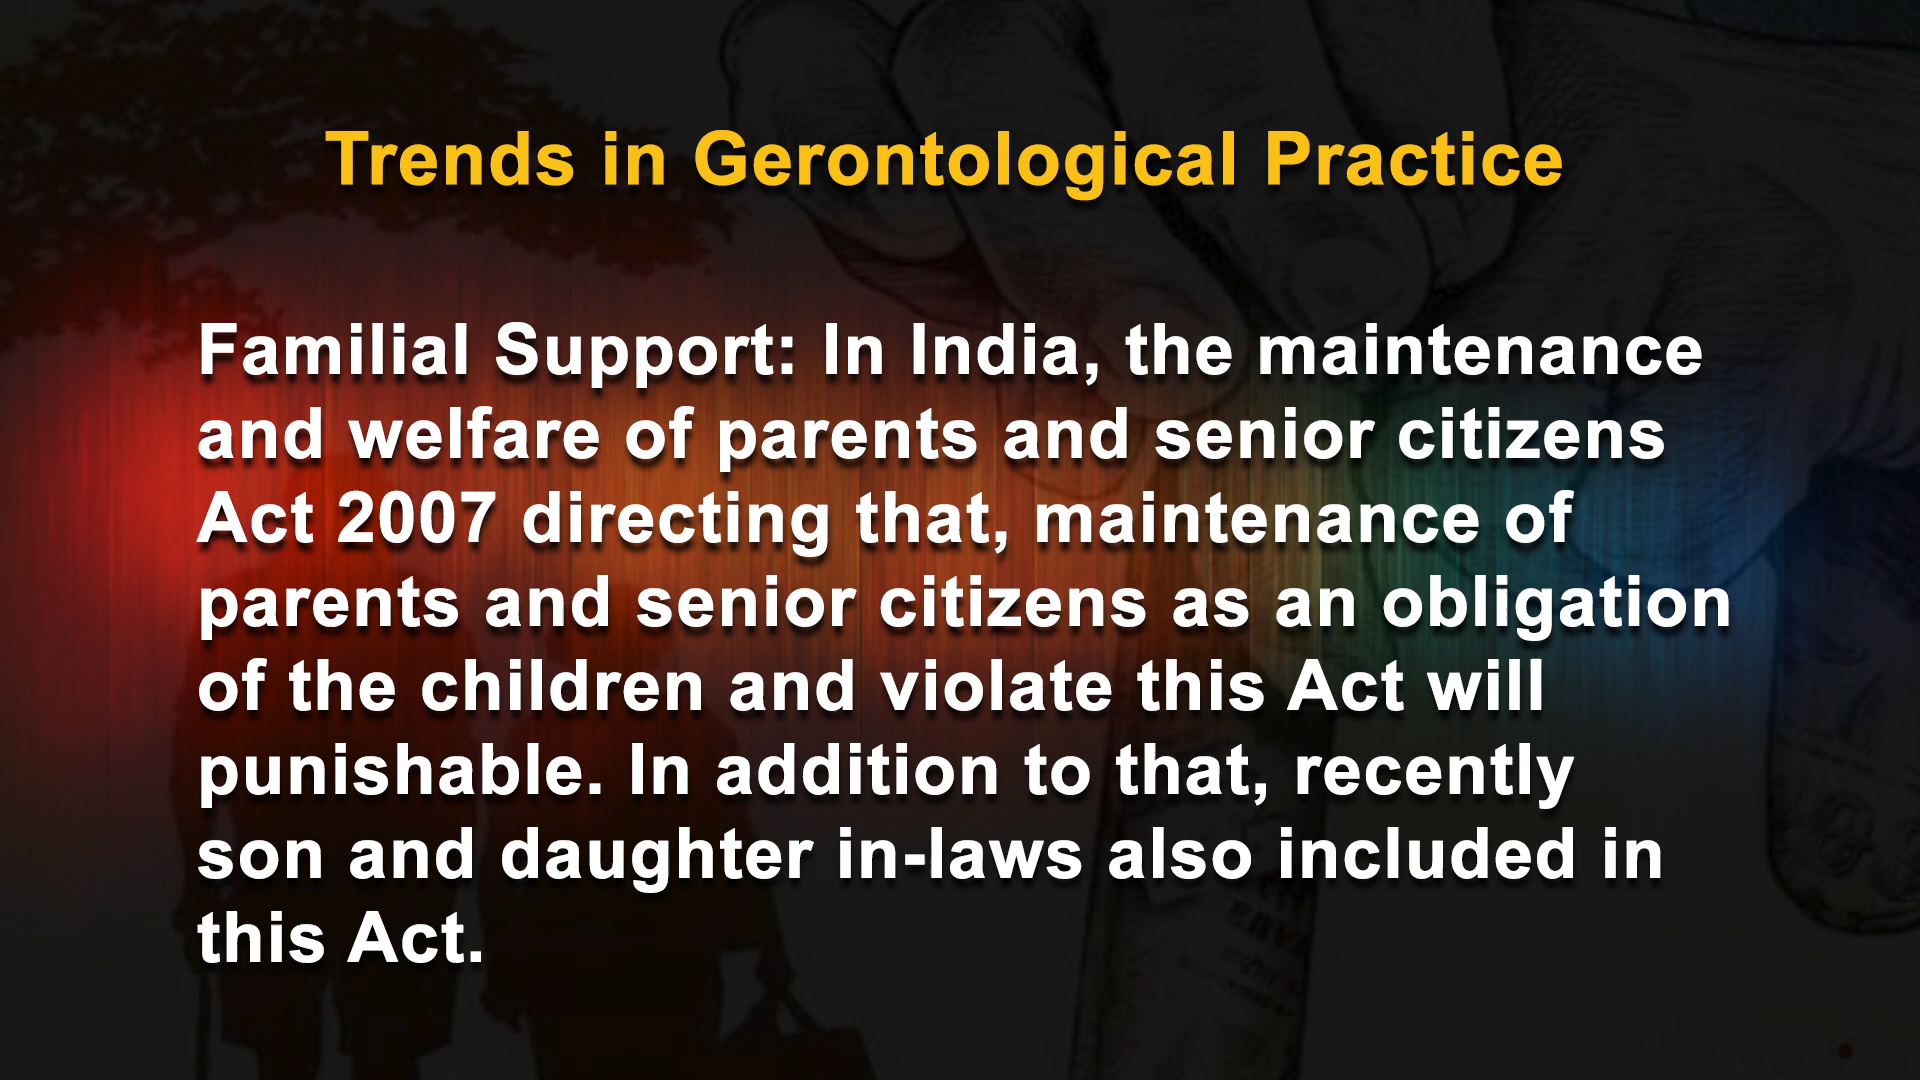 Trends in Gerontological Practice
Familial Support: In India, the maintenance
and welfare of parents and senior citizens
Act 2007 directing that, maintenance of
parents and senior citizens as an obligation
of the children and violate this Act will
punishable. In addition to that, recently
son and daughter in-laws also included in
this Act.